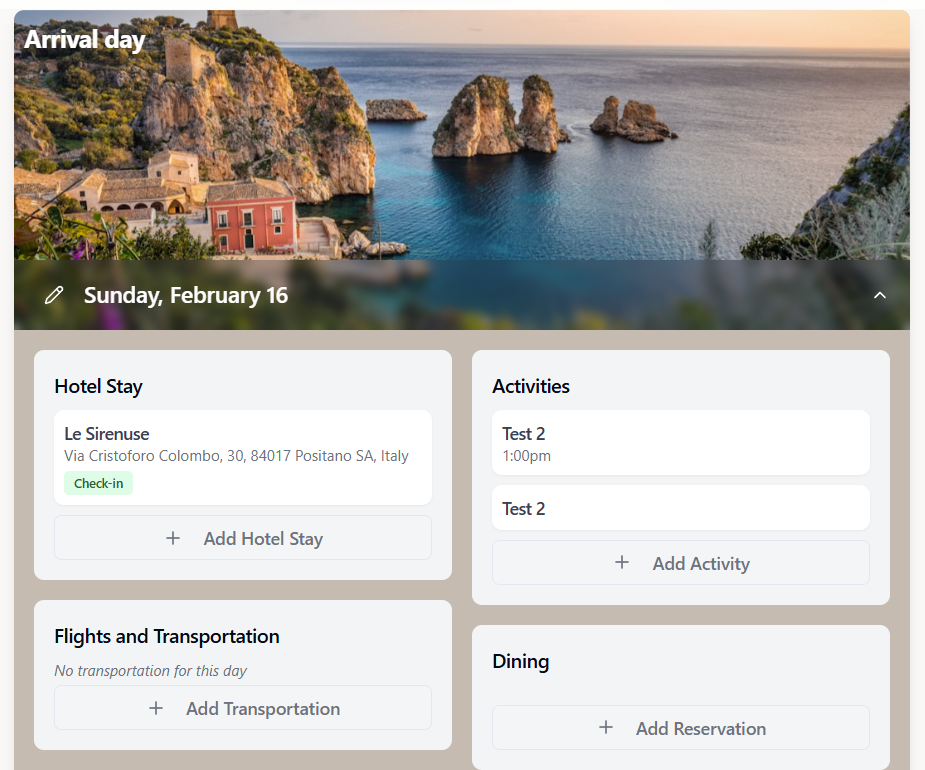 Arrival day
Sunday, February 16
Hotel Stay
Le Sirenuse
Via Cristoforo Colombo, 30, 84017 Positano SA, Italy
Check-in
+ Add Hotel Stay
Flights and Transportation
No transportation for this day
+ Add Transportation
Activities
Test 2
1:00pm
Test 2
+ Add Activity
Dining
+ Add Reservation